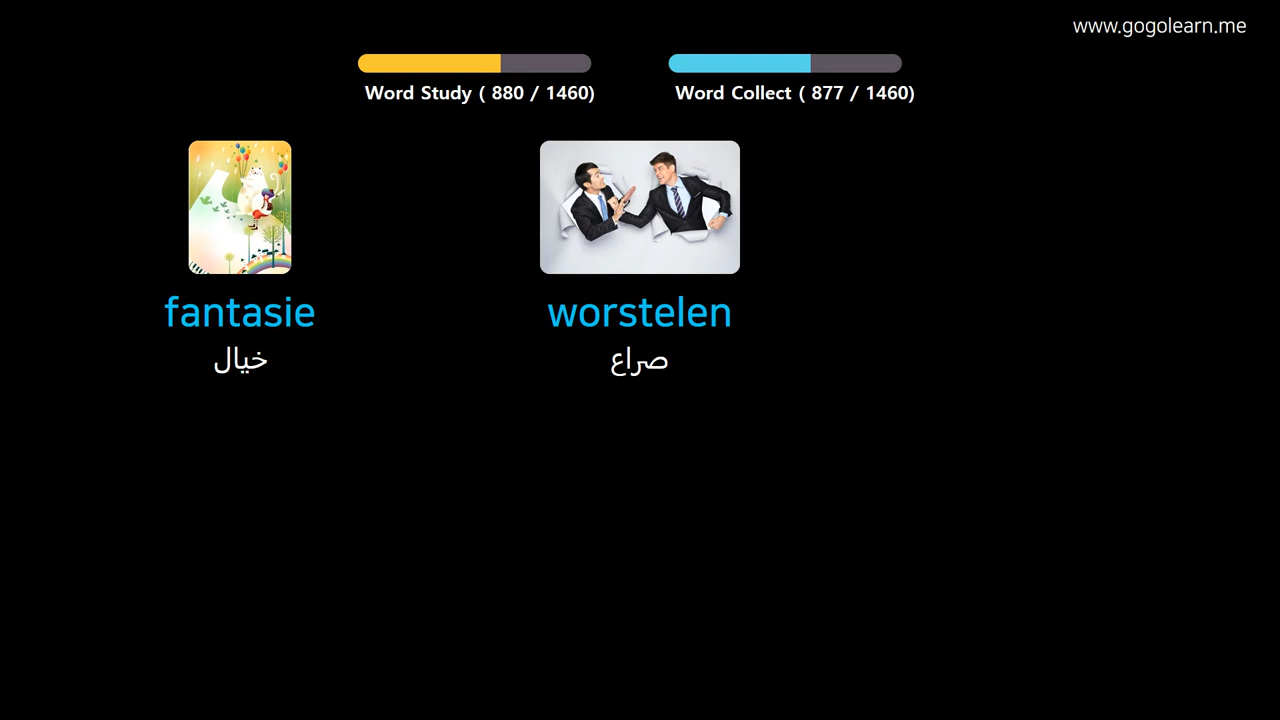 www.gogolearn.me
Word Study ( 880 / 1460)
Word Collect ( 877 / 1460)
fantasie
خيال
worstelen
صراع